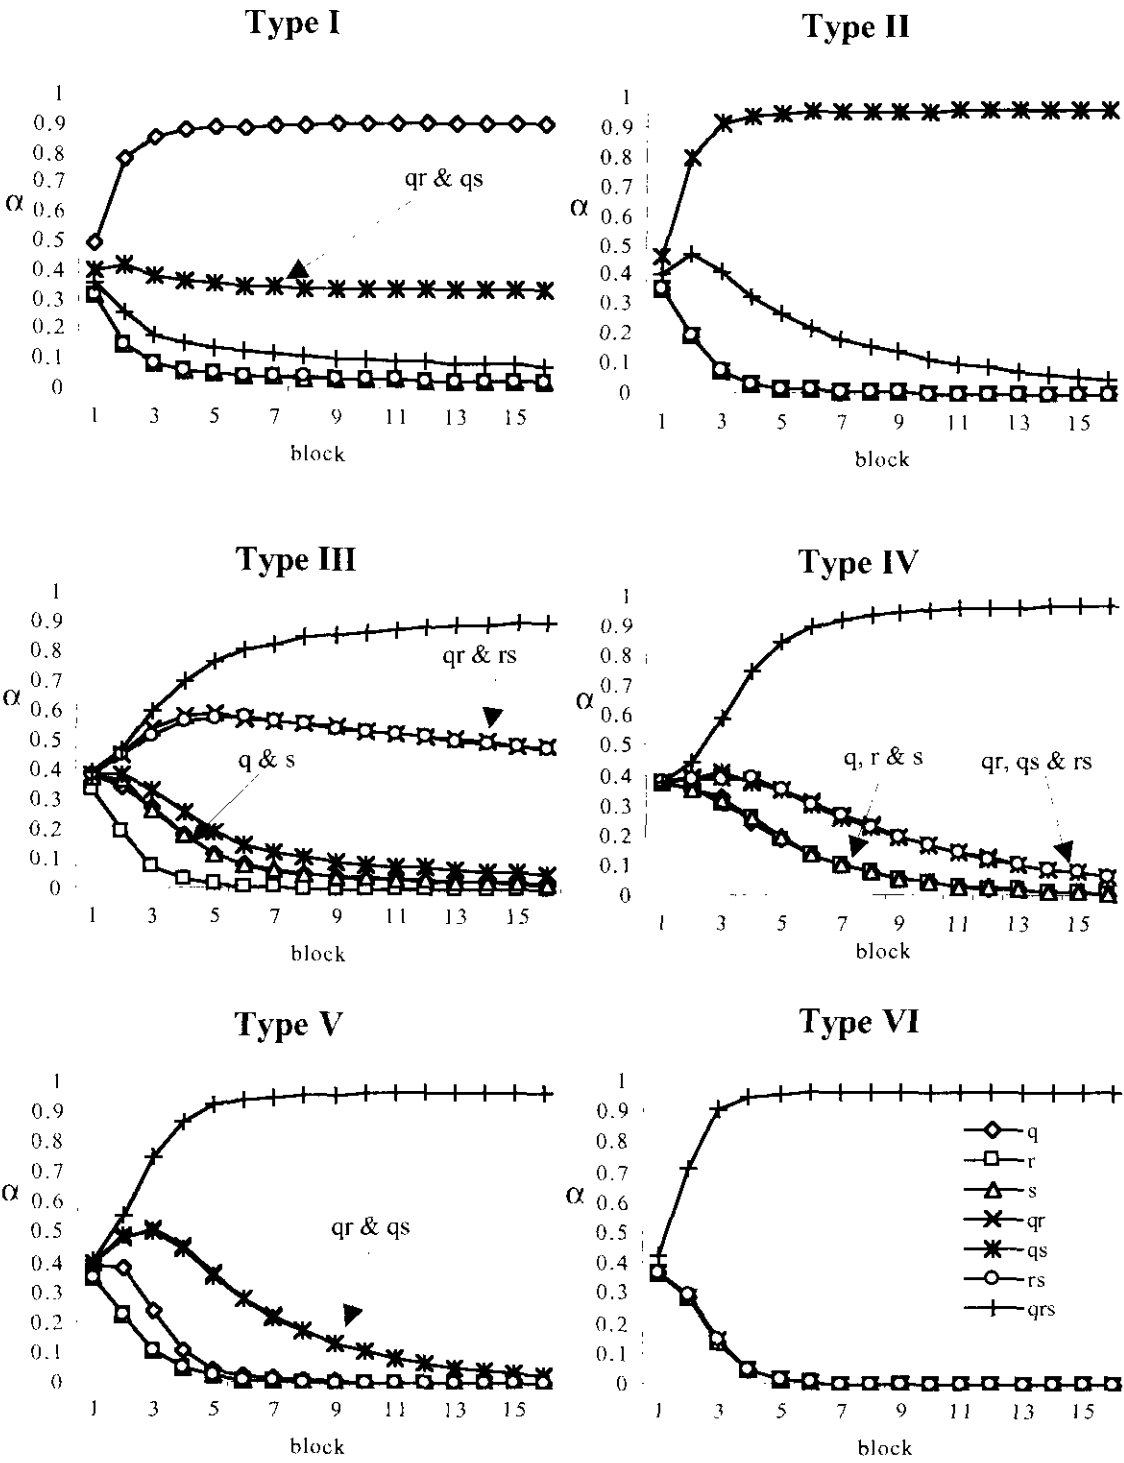 Type I
1
0.9
0.8
0.7
α 0.6
0.5
0.4
0.3
0.2
0.1
0
qr & qs
1 3 5 7 9 11 13 15
block
Type II
1
0.9
0.8
0.7
α 0.6
0.5
0.4
0.3
0.2
0.1
0
1 3 5 7 9 11 13 15
block
Type III
1
0.9
0.8
0.7
α 0.6
0.5
0.4
0.3
0.2
0.1
0
qr & rs
q & s
1 3 5 7 9 11 13 15
block
Type IV
1
0.9
0.8
0.7
α 0.6
0.5
0.4
0.3
0.2
0.1
0
q, r & s
qr, qs & rs
1 3 5 7 9 11 13 15
block
Type V
1
0.9
0.8
0.7
α 0.6
0.5
0.4
0.3
0.2
0.1
0
qr & qs
1 3 5 7 9 11 13 15
block
Type VI
1
0.9
0.8
0.7
α 0.6
0.5
0.4
0.3
0.2
0.1
0
q
r
s
qr
qs
rs
qrs
1 3 5 7 9 11 13 15
block